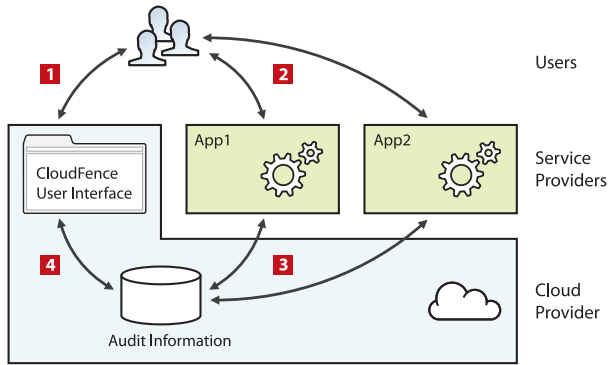 1
2
Users
App1
App2
CloudFence
User Interface
Service
Providers
4
3
Cloud
Provider
Audit Information